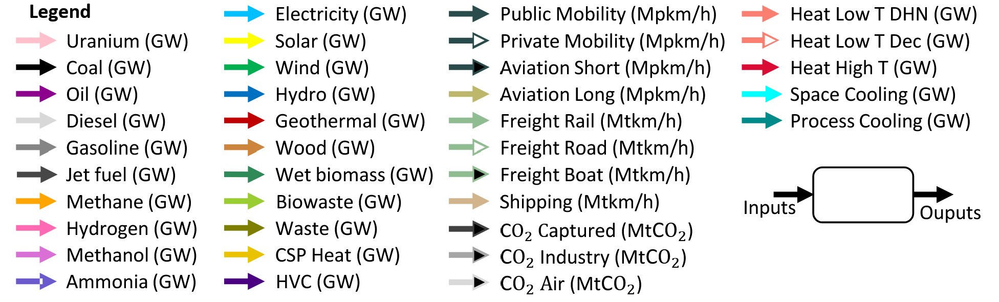 Legend
Uranium (GW)
Coal (GW)
Oil (GW)
Diesel (GW)
Gasoline (GW)
Jet fuel (GW)
Methane (GW)
Hydrogen (GW)
Methanol (GW)
Ammonia (GW)
Electricity (GW)
Solar (GW)
Wind (GW)
Hydro (GW)
Geothermal (GW)
Wood (GW)
Wet biomass (GW)
Biowaste (GW)
Waste (GW)
CSP Heat (GW)
HVC (GW)
Public Mobility (Mpkm/h)
Private Mobility (Mpkm/h)
Aviation Short (Mpkm/h)
Aviation Long (Mpkm/h)
Freight Rail (Mtkm/h)
Freight Road (Mtkm/h)
Freight Boat (Mtkm/h)
Shipping (Mtkm/h)
CO₂ Captured (MtCO₂)
CO₂ Industry (MtCO₂)
CO₂ Air (MtCO₂)
Heat Low T DHN (GW)
Heat Low T Dec (GW)
Heat High T (GW)
Space Cooling (GW)
Process Cooling (GW)
Inputs
Ouputs